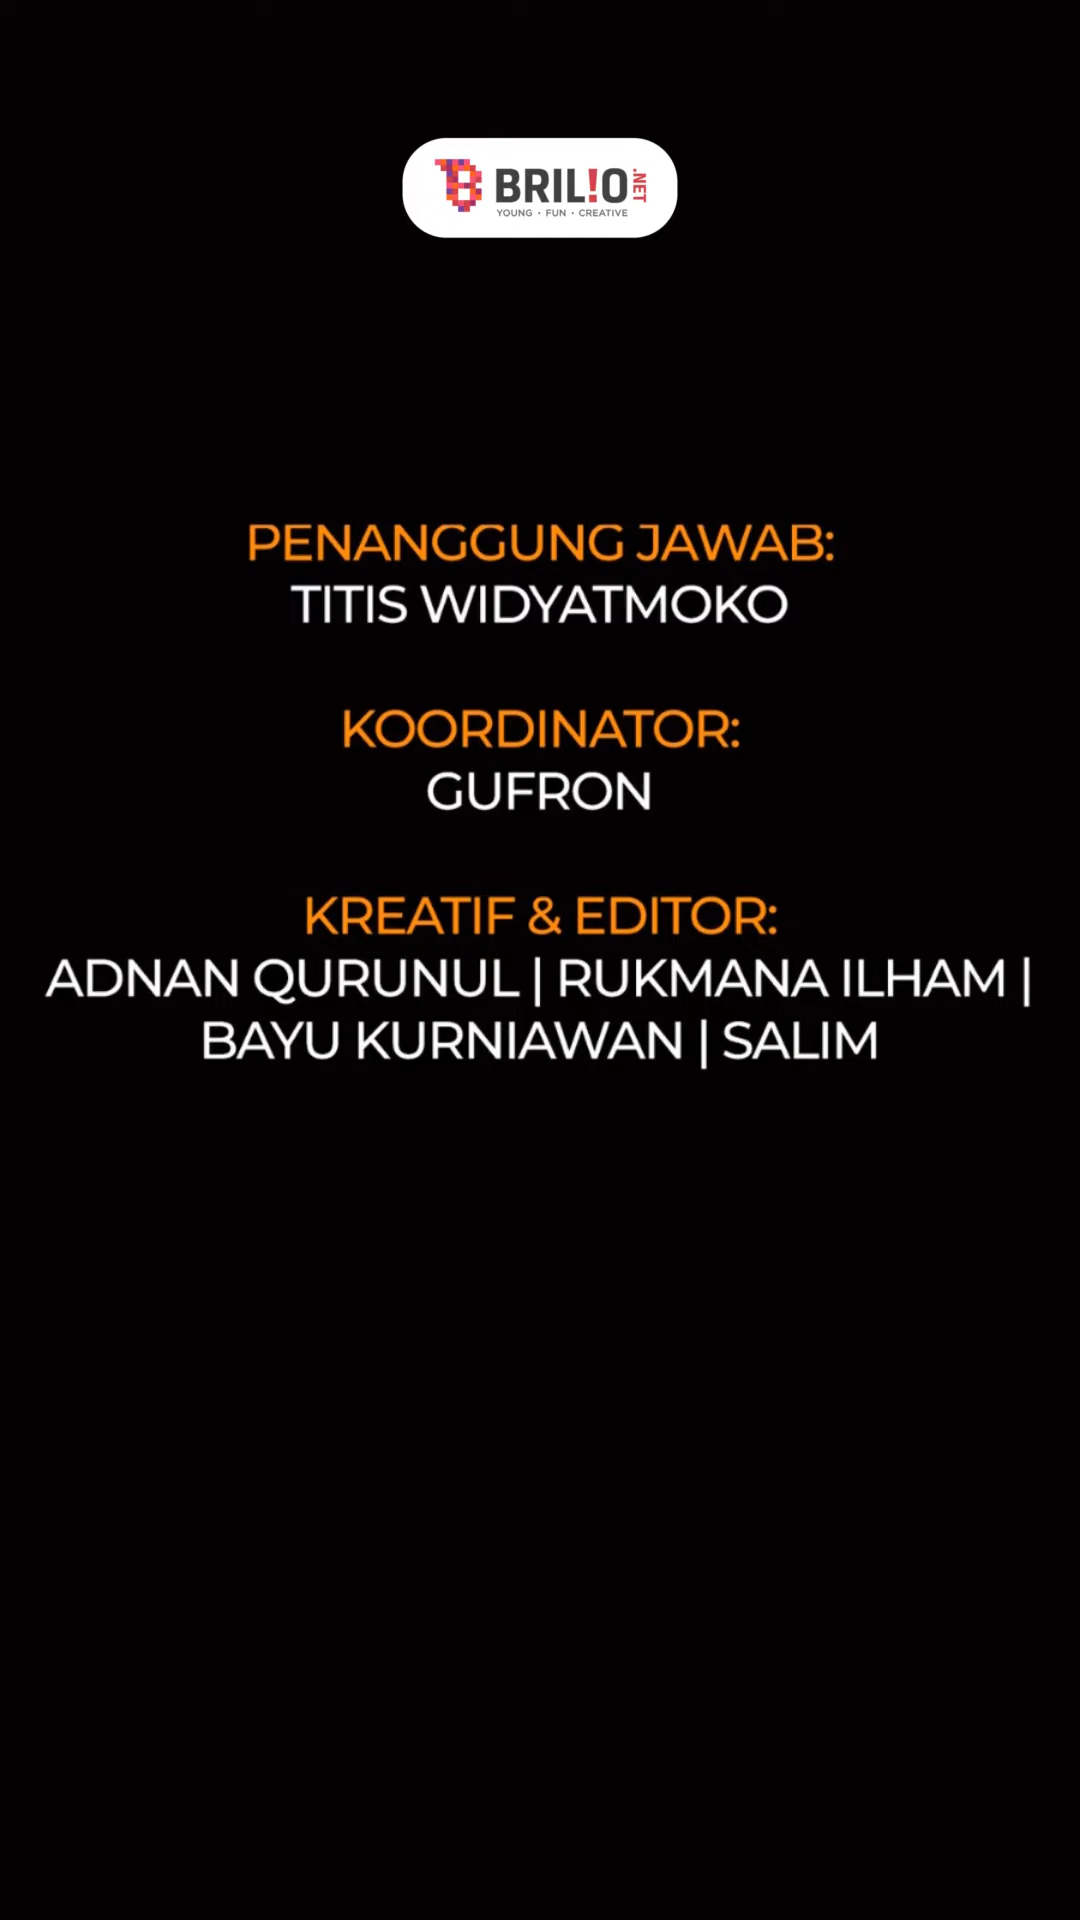 BRIL!O.NET
YOUNG • FUN • CREATIVE
PENANGGUNG JAWAB:
TITIS WIDYATMOKO
KOORDINATOR:
GUFRON
KREATIF & EDITOR:
ADNAN QURUNUL | RUKMANA ILHAM |
BAYU KURNIAWAN | SALIM